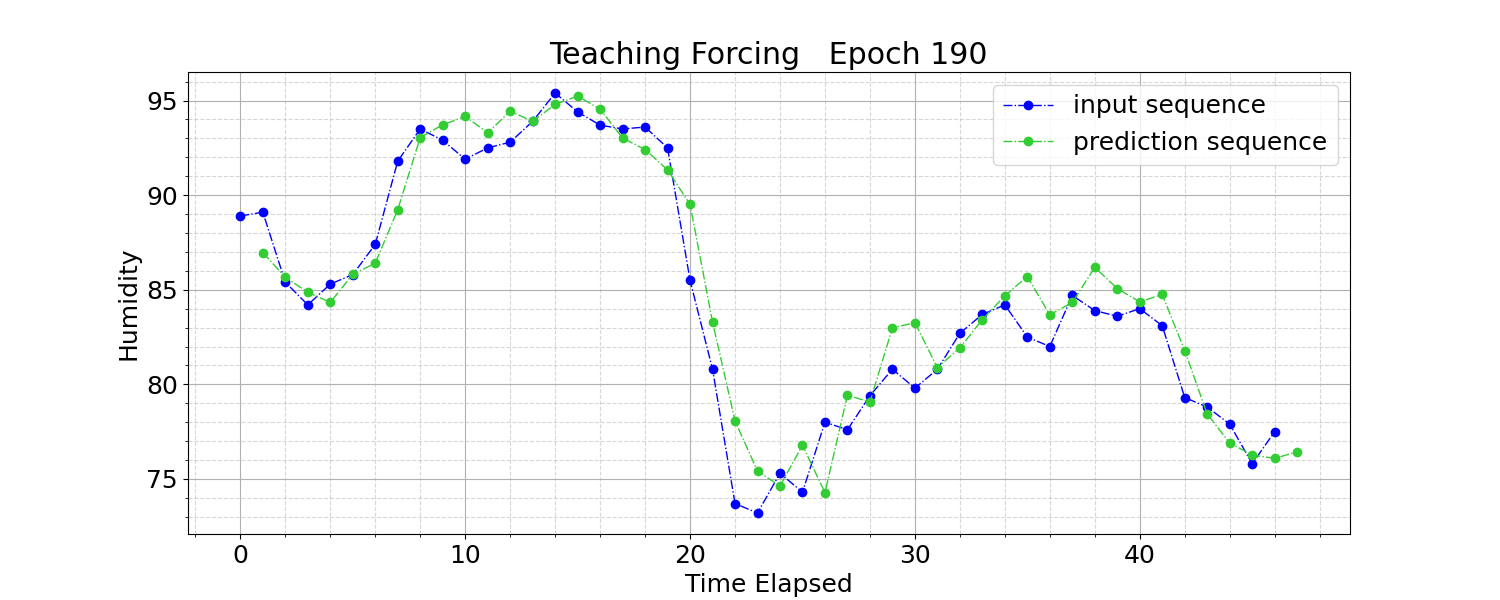 Teaching Forcing   Epoch 190
input sequence
prediction sequence
Humidity
95
90
85
80
75
0 10 20 30 40
Time Elapsed